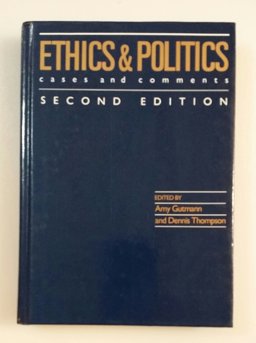 ETHICS & POLITICS
cases and comments
SECOND EDITION
EDITED BY
Amy Gutmann
and Dennis Thompson